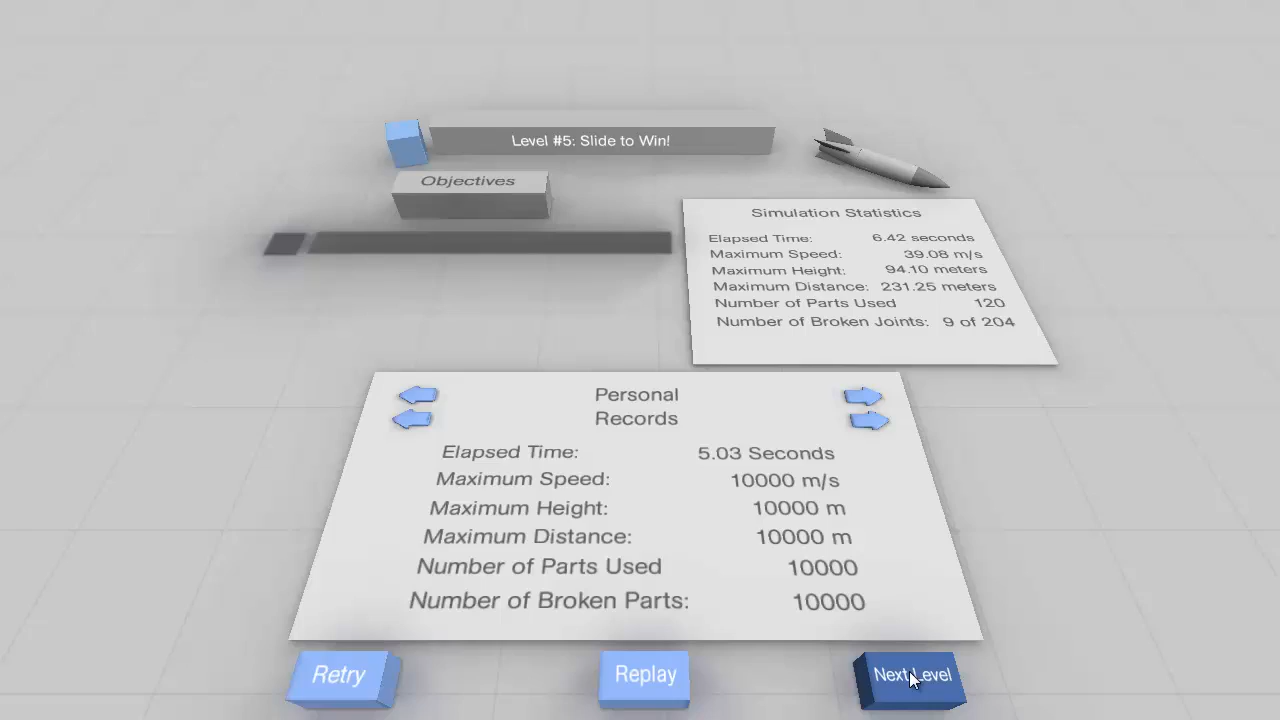 Level #5: Slide to Win!
Objectives
Simulation Statistics
Elapsed Time: 6.42 seconds
Maximum Speed: 39.08 m/s
Maximum Height: 94.10 meters
Maximum Distance: 231.25 meters
Number of Parts Used 120
Number of Broken Joints: 9 of 204
Personal
Records
Elapsed Time: 5.03 Seconds
Maximum Speed: 10000 m/s
Maximum Height: 10000 m
Maximum Distance: 10000 m
Number of Parts Used 10000
Number of Broken Parts: 10000
Retry Replay Next Level